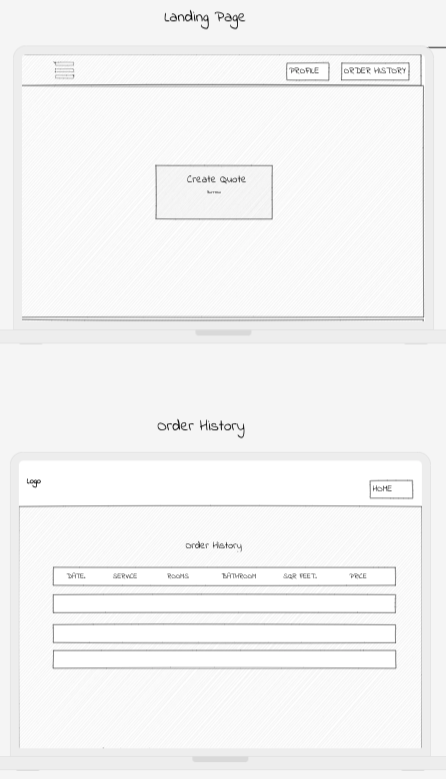 Landing Page
PROFILE ORDER HISTORY
Create Quote
Order History
Logo
HOME
Order History
DATE SERVICE ROOMS BATHROOM SQR FEET. PRICE